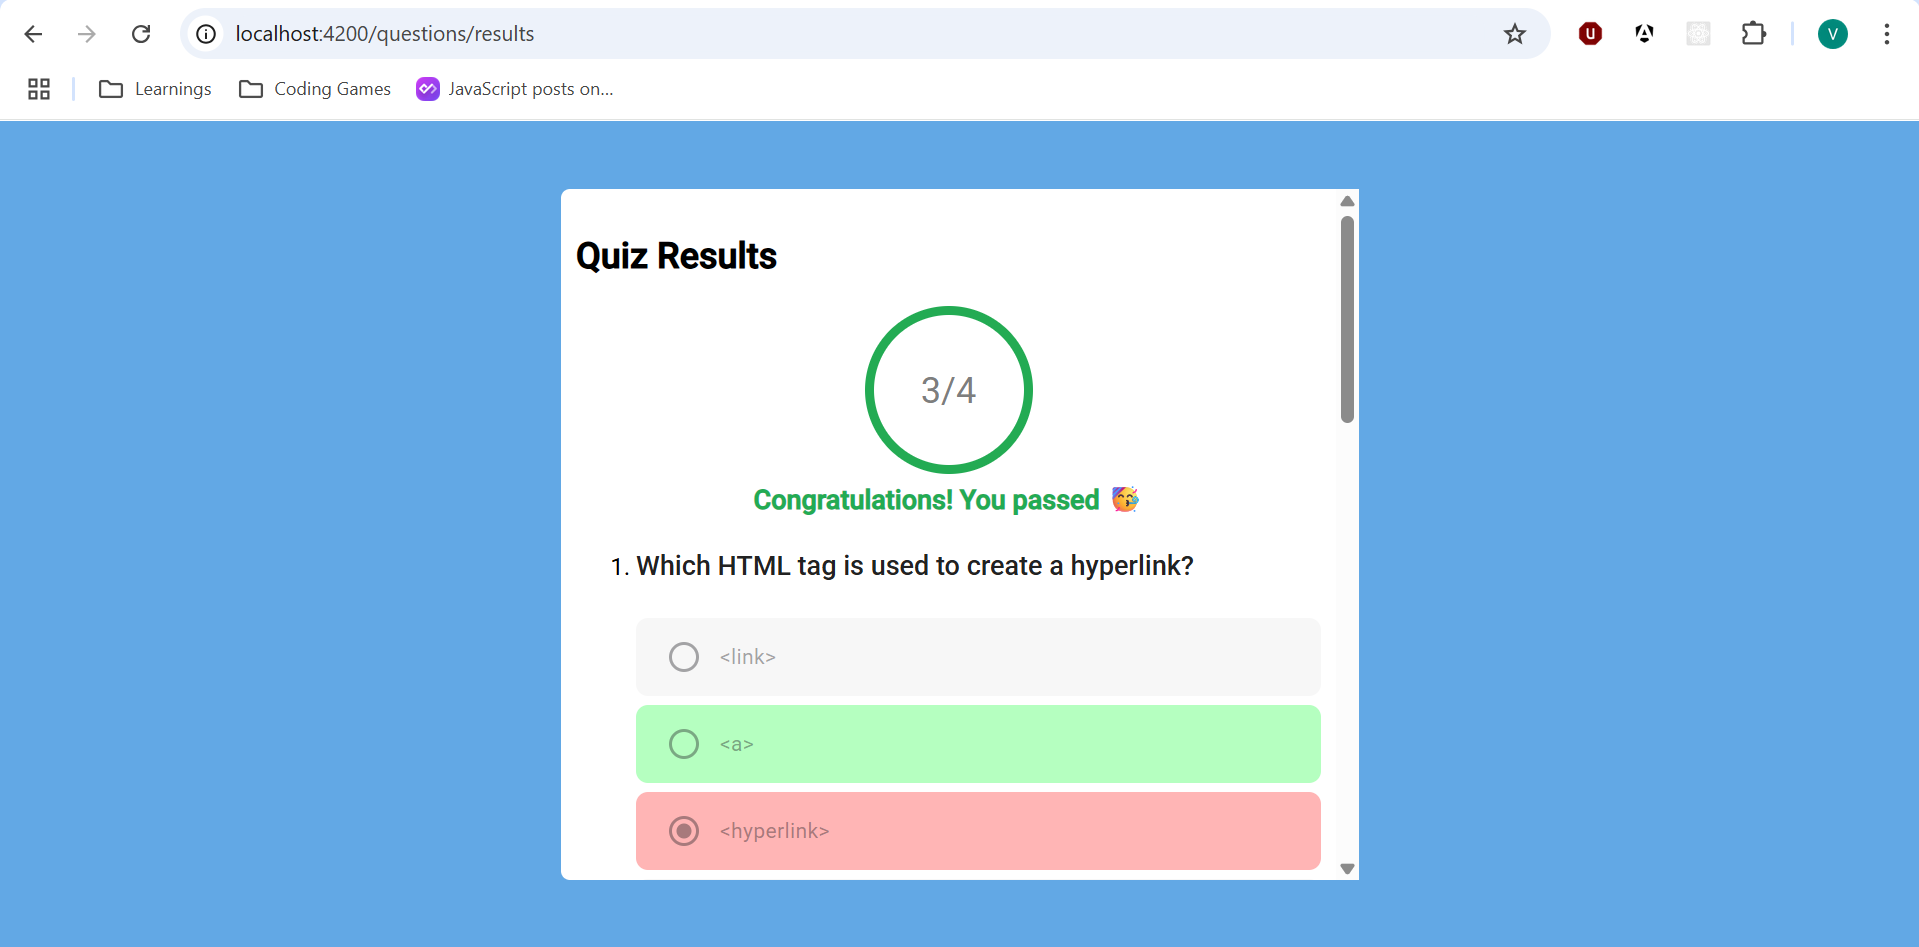 localhost:4200/questions/results
V
Learnings
Coding Games
JavaScript posts on...
Quiz Results
3/4
Congratulations! You passed 🥳
1. Which HTML tag is used to create a hyperlink?
<link>
<a>
<hyperlink>